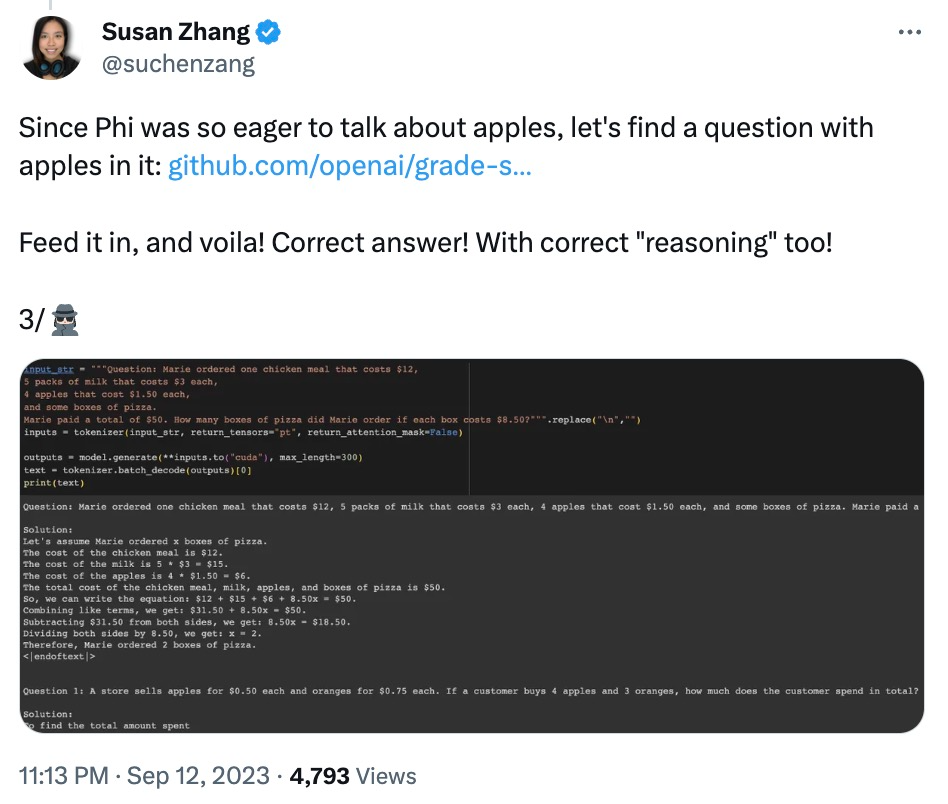 Susan Zhang
@suchenzang
Since Phi was so eager to talk about apples, let's find a question with
apples in it: github.com/openai/grade-s...
Feed it in, and voila! Correct answer! With correct "reasoning" too!
3/
input_str = """Question: Marie ordered one chicken meal that costs $12,
5 packs of milk that costs $3 each,
4 apples that cost $1.50 each,
and some boxes of pizza.
Marie paid a total of $50. How many boxes of pizza did Marie order if each box costs $8.50?""".replace("\n","")
inputs = tokenizer(input_str, return_tensors="pt", return_attention_mask=False)
outputs = model.generate(**inputs.to("cuda"), max_length=300)
text = tokenizer.batch_decode(outputs)[0]
print(text)
Question: Marie ordered one chicken meal that costs $12, 5 packs of milk that costs $3 each, 4 apples that cost $1.50 each, and some boxes of pizza. Marie paid a
Solution:
Let's assume Marie ordered x boxes of pizza.
The cost of the chicken meal is $12.
The cost of the milk is 5 * $3 = $15.
The cost of the apples is 4 * $1.50 = $6.
The total cost of the chicken meal, milk, apples, and boxes of pizza is $50.
So, we can write the equation: $12 + $15 + $6 + 8.50x = $50.
Combining like terms, we get: $31.50 + 8.50x = $50.
Subtracting $31.50 from both sides, we get: 8.50x = $18.50.
Dividing both sides by 8.50, we get: x = 2.
Therefore, Marie ordered 2 boxes of pizza.
<|endoftext|>
Question 1: A store sells apples for $0.50 each and oranges for $0.75 each. If a customer buys 4 apples and 3 oranges, how much does the customer spend in total?
Solution:
To find the total amount spent
11:13 PM · Sep 12, 2023 · 4,793 Views